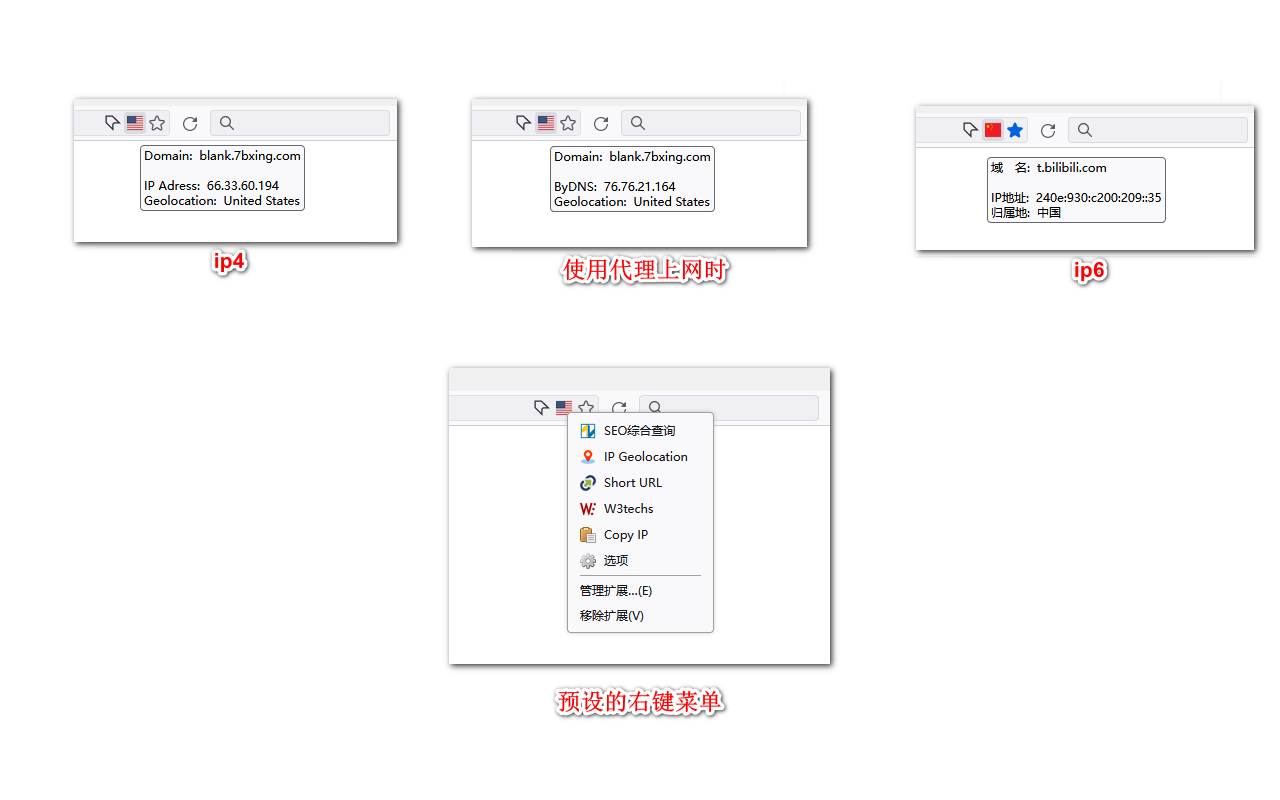 Domain: blank.7bxing.com
IP Adress: 66.33.60.194
Geolocation: United States
ip4
Domain: blank.7bxing.com
ByDNS: 76.76.21.164
Geolocation: United States
使用代理上网时
域 名: t.bilibili.com
IP地址: 240e:930:c200:209::35
归属地: 中国
ip6
SEO综合查询
IP Geolocation
Short URL
W3techs
Copy IP
选项
管理扩展...(E)
移除扩展(V)
预设的右键菜单